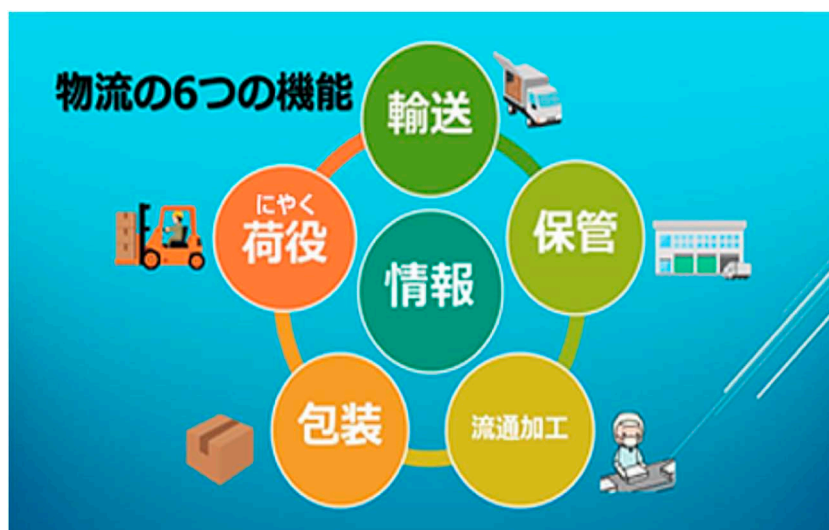 物流の6つの機能
輸送
保管
流通加工
包装
にやく
荷役
情報